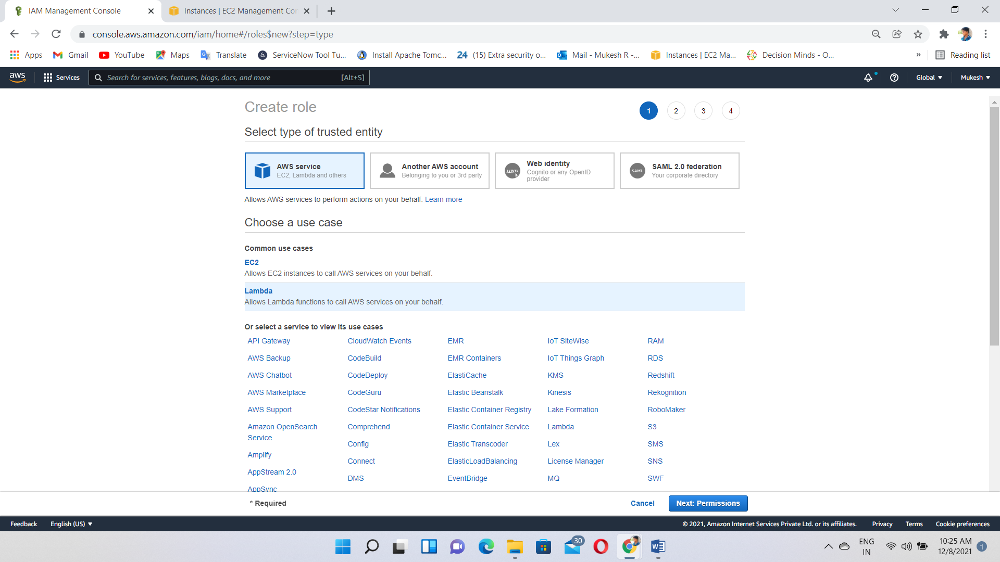 IAM Management Console
Instances | EC2 Management Con
console.aws.amazon.com/iam/home#/roles$new?step=type
Apps
Gmail
YouTube
Maps
Translate
ServiceNow Tool Tu...
Install Apache Tomc...
24 (15) Extra security o...
Mail - Mukesh R -...
Instances | EC2 Ma...
Decision Minds - O...
»
Reading list
aws
Services
Search for services, features, blogs, docs, and more [Alt+S]
Global
Mukesh
Create role
1 2 3 4
Select type of trusted entity
AWS service
EC2, Lambda and others
Another AWS account
Belonging to you or 3rd party
WWW
Web identity
Cognito or any OpenID
provider
SAML
SAML 2.0 federation
Your corporate directory
Allows AWS services to perform actions on your behalf. Learn more
Choose a use case
Common use cases
EC2
Allows EC2 instances to call AWS services on your behalf.
Lambda
Allows Lambda functions to call AWS services on your behalf.
Or select a service to view its use cases
API Gateway
AWS Backup
AWS Chatbot
AWS Marketplace
AWS Support
Amazon OpenSearch
Service
Amplify
AppStream 2.0
AppSync
CloudWatch Events
CodeBuild
CodeDeploy
CodeGuru
CodeStar Notifications
Comprehend
Config
Connect
DMS
EMR
EMR Containers
ElastiCache
Elastic Beanstalk
Elastic Container Registry
Elastic Container Service
Elastic Transcoder
ElasticLoadBalancing
EventBridge
IoT SiteWise
IoT Things Graph
KMS
Kinesis
Lake Formation
Lambda
Lex
License Manager
MQ
RAM
RDS
Redshift
Rekognition
RoboMaker
S3
SMS
SNS
SWF
* Required
Cancel
Next: Permissions
Feedback
English (US)
© 2021, Amazon Internet Services Private Ltd. or its affiliates.
Privacy
Terms
Cookie preferences
30
W
ENG
IN
10:25 AM
12/8/2021
1